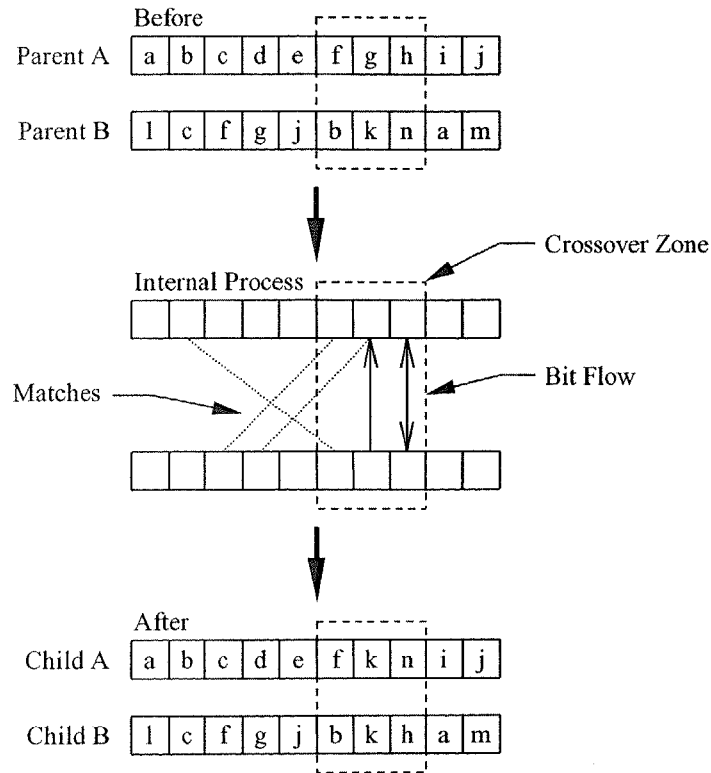 Before
Parent A a b c d e f g h i j
Parent B l c f g j b k n a m
Crossover Zone
Internal Process
Matches
Bit Flow
After
Child A a b c d e f k n i j
Child B l c f g j b k h a m